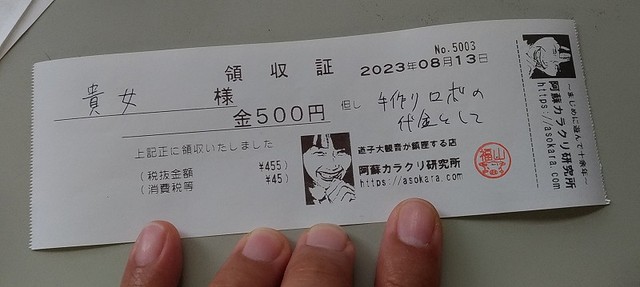 No.5003
領収証
2023年08月13日
貴女 様
金500円
但し 手作りロボの
代金として
上記正に領収いたしました
(税抜金額 ¥455)
(消費税等 ¥45)
道子大観音が鎮座する店
阿蘇カラクリ研究所
https://asokara.com
～まじめに遊んで十余年～
阿蘇カラクリ研究所
https://asokara.com